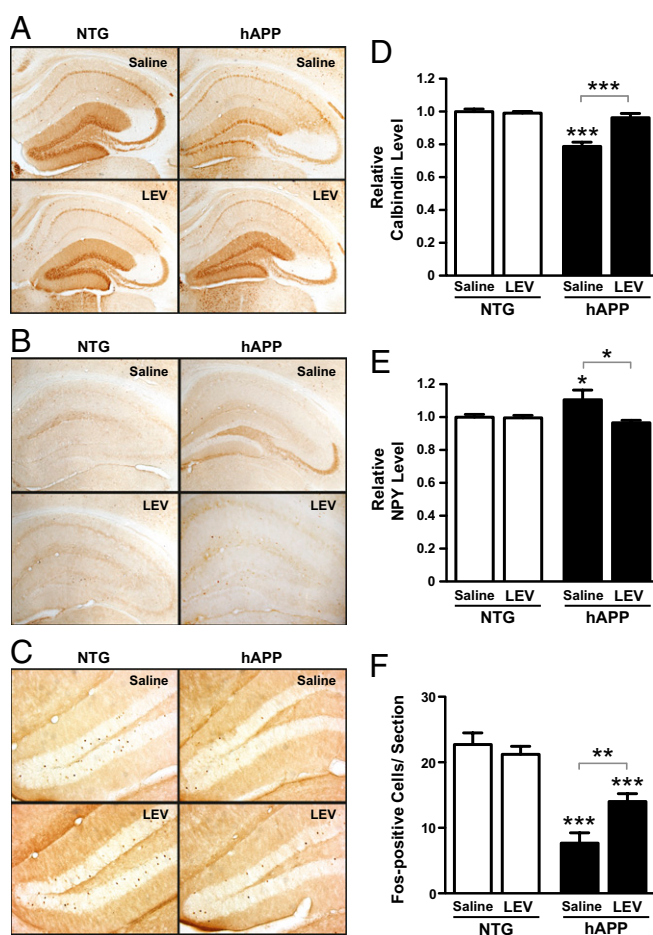 A
NTG
hAPP
Saline
Saline
LEV
LEV
B
NTG
hAPP
Saline
Saline
LEV
LEV
C
NTG
hAPP
Saline
Saline
LEV
LEV
D
Relative
Calbindin Level
1.2
1.0
0.8
0.6
0.4
0.2
0
***
***
Saline LEV Saline LEV
NTG hAPP
E
Relative
NPY Level
1.2
1.0
0.8
0.6
0.4
0.2
0
*
*
Saline LEV Saline LEV
NTG hAPP
F
Fos-positive Cells/ Section
30
20
10
0
**
***
***
Saline LEV Saline LEV
NTG hAPP